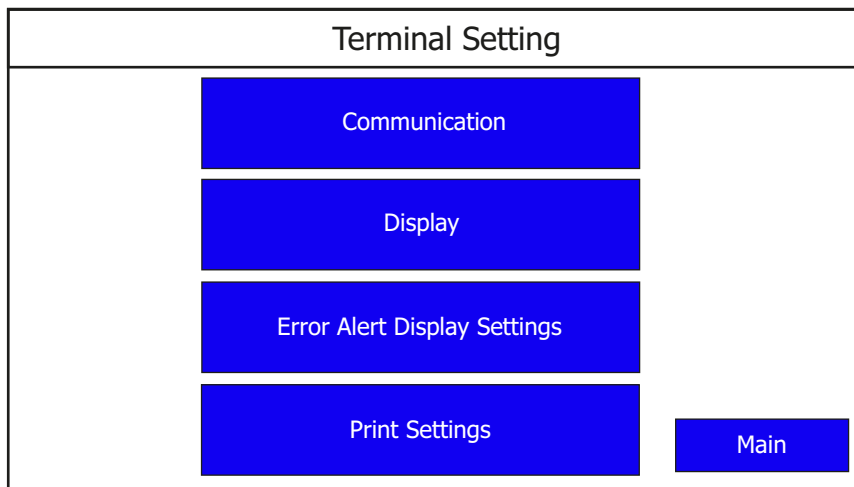 Terminal Setting
Communication
Display
Error Alert Display Settings
Print Settings
Main